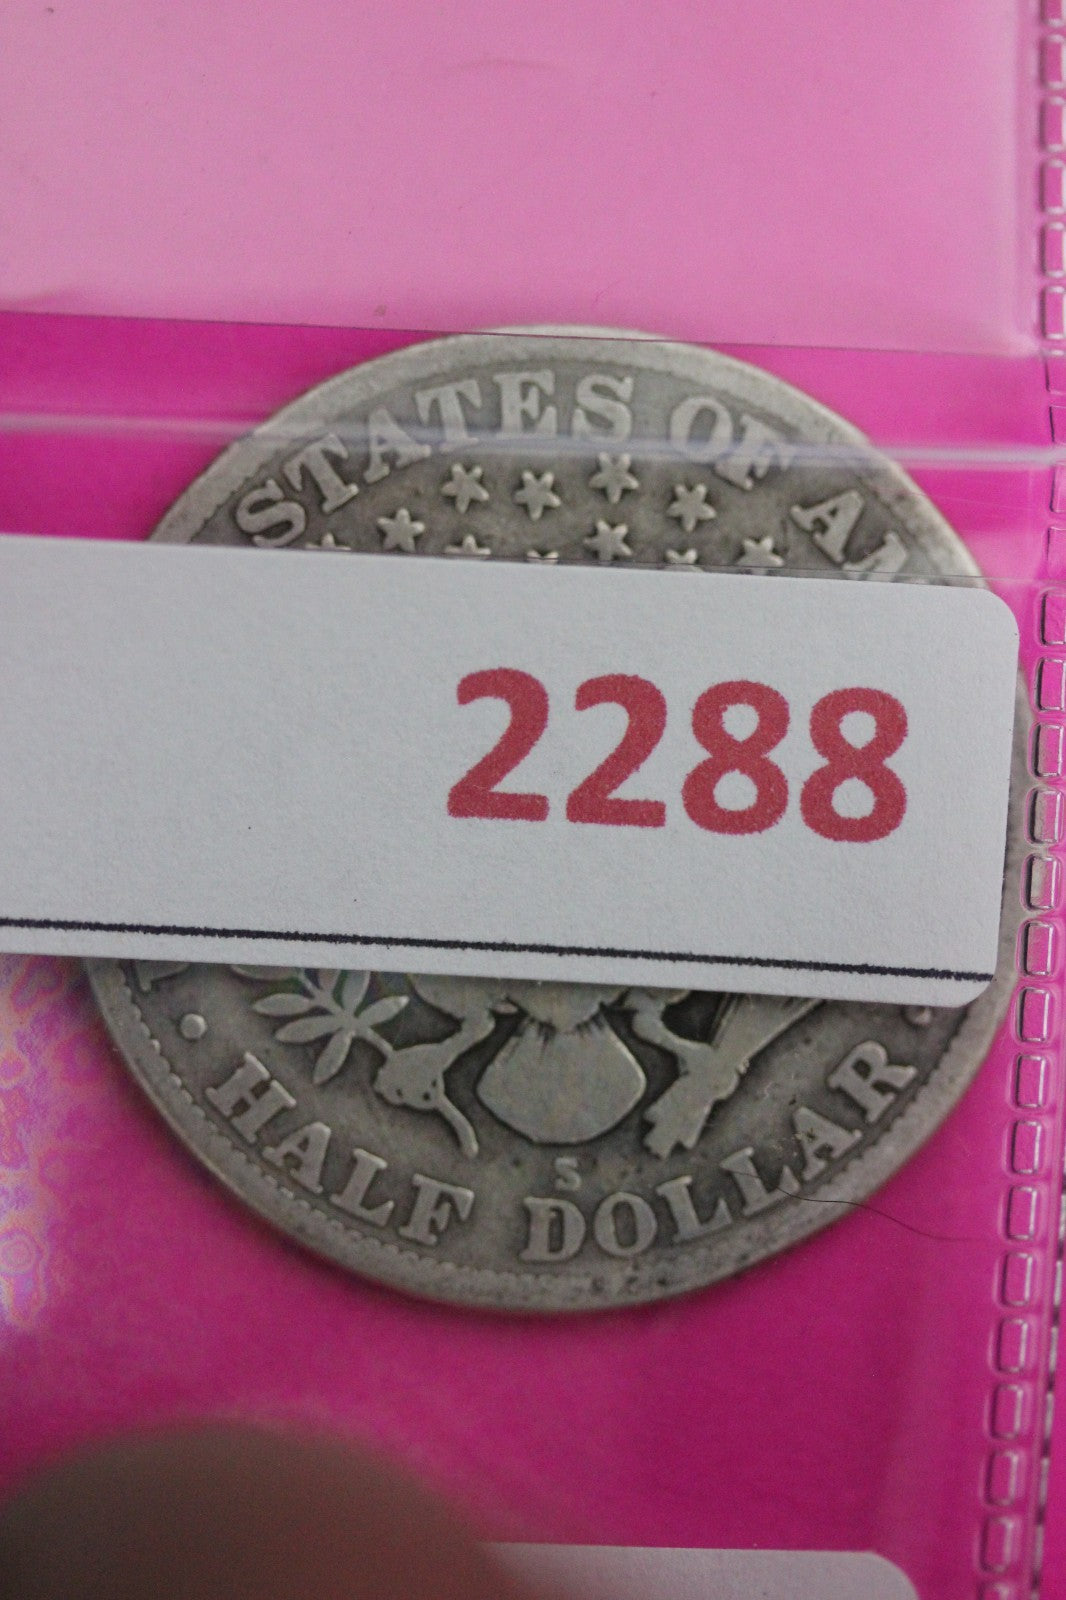 STATES OF AM
2288
HALF DOLLAR
S